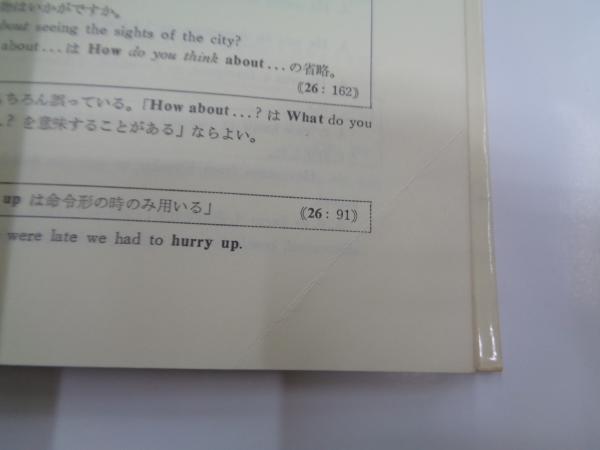 物はいかがですか。
about seeing the sights of the city?
about...は How do you think about...の省略。
《26: 162》
ちろん誤っている。「How about...? は What do you
..? を意味することがある」ならよい。
up は命令形の時のみ用いる」 《26: 91》
were late we had to hurry up.